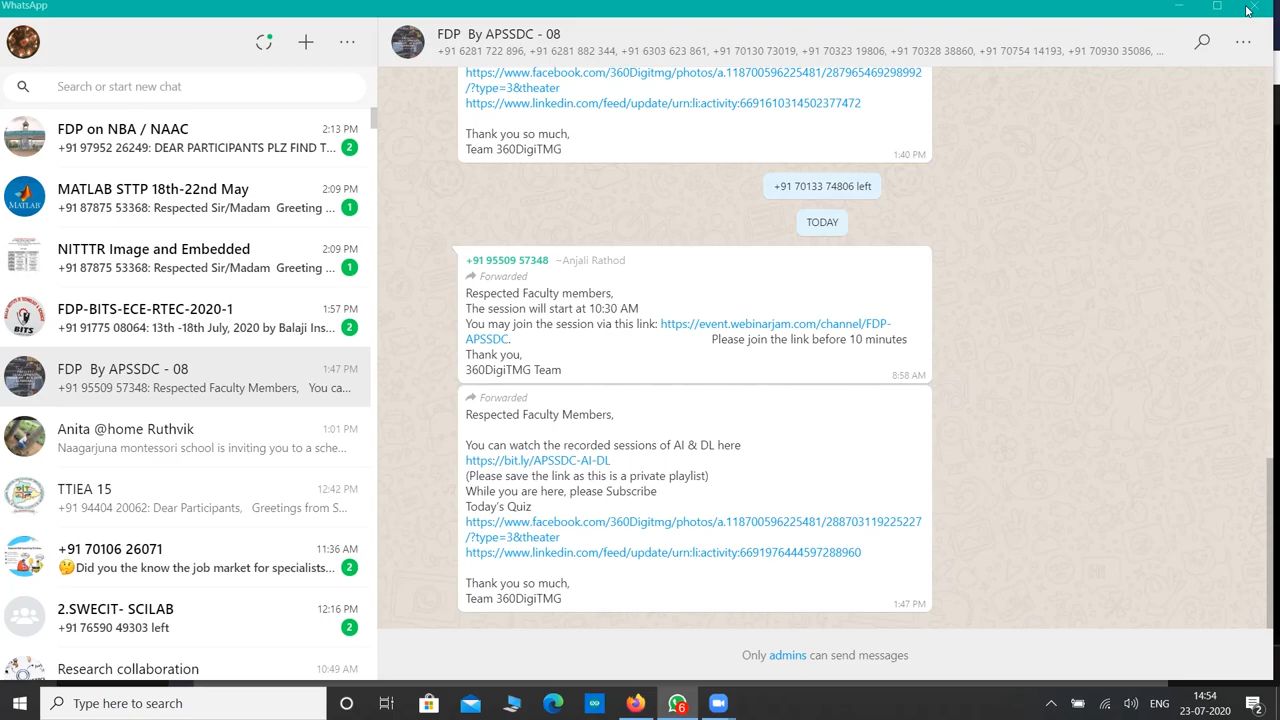 WhatsApp
Search or start new chat
FDP on NBA / NAAC
2:13 PM
+91 97952 26249: DEAR PARTICIPANTS PLZ FIND T...
2
MATLAB STTP 18th-22nd May
2:09 PM
+91 87875 53368: Respected Sir/Madam Greeting ...
1
NITTTR Image and Embedded
2:09 PM
+91 87875 53368: Respected Sir/Madam Greeting ...
1
FDP-BITS-ECE-RTEC-2020-1
1:57 PM
+91 91775 08064: 13th -18th July, 2020 by Balaji Ins...
2
FDP By APSSDC - 08
1:47 PM
+91 95509 57348: Respected Faculty Members, You ca...
Anita @home Ruthvik
1:01 PM
Naagarjuna montessori school is inviting you to a sche...
TTIEA 15
12:42 PM
+91 94404 20062: Dear Participants, Greetings from S...
+91 70106 26071
11:36 AM
🤔Did you the know the job market for specialists...
2
2.SWECIT- SCILAB
12:16 PM
+91 76590 49303 left
2
Research collaboration
10:49 AM
FDP By APSSDC - 08
+91 6281 722 896, +91 6281 882 344, +91 6303 623 861, +91 70130 73019, +91 70323 19806, +91 70328 38860, +91 70754 14193, +91 70930 35086, ...
https://www.facebook.com/360Digitmg/photos/a.118700596225481/287965469298992
/?type=3&theater
https://www.linkedin.com/feed/update/urn:li:activity:6691610314502377472
Thank you so much,
Team 360DigiTMG
1:40 PM
+91 70133 74806 left
TODAY
+91 95509 57348 ~Anjali Rathod
Forwarded
Respected Faculty members,
The session will start at 10:30 AM
You may join the session via this link: https://event.webinarjam.com/channel/FDP-
APSSDC. Please join the link before 10 minutes
Thank you,
360DigiTMG Team
8:58 AM
Forwarded
Respected Faculty Members,
You can watch the recorded sessions of AI & DL here
https://bit.ly/APSSDC-AI-DL
(Please save the link as this is a private playlist)
While you are here, please Subscribe
Today's Quiz
https://www.facebook.com/360Digitmg/photos/a.118700596225481/288703119225227
/?type=3&theater
https://www.linkedin.com/feed/update/urn:li:activity:6691976444597288960
Thank you so much,
Team 360DigiTMG
1:47 PM
Only admins can send messages
Type here to search
6
ENG
14:54
23-07-2020
2